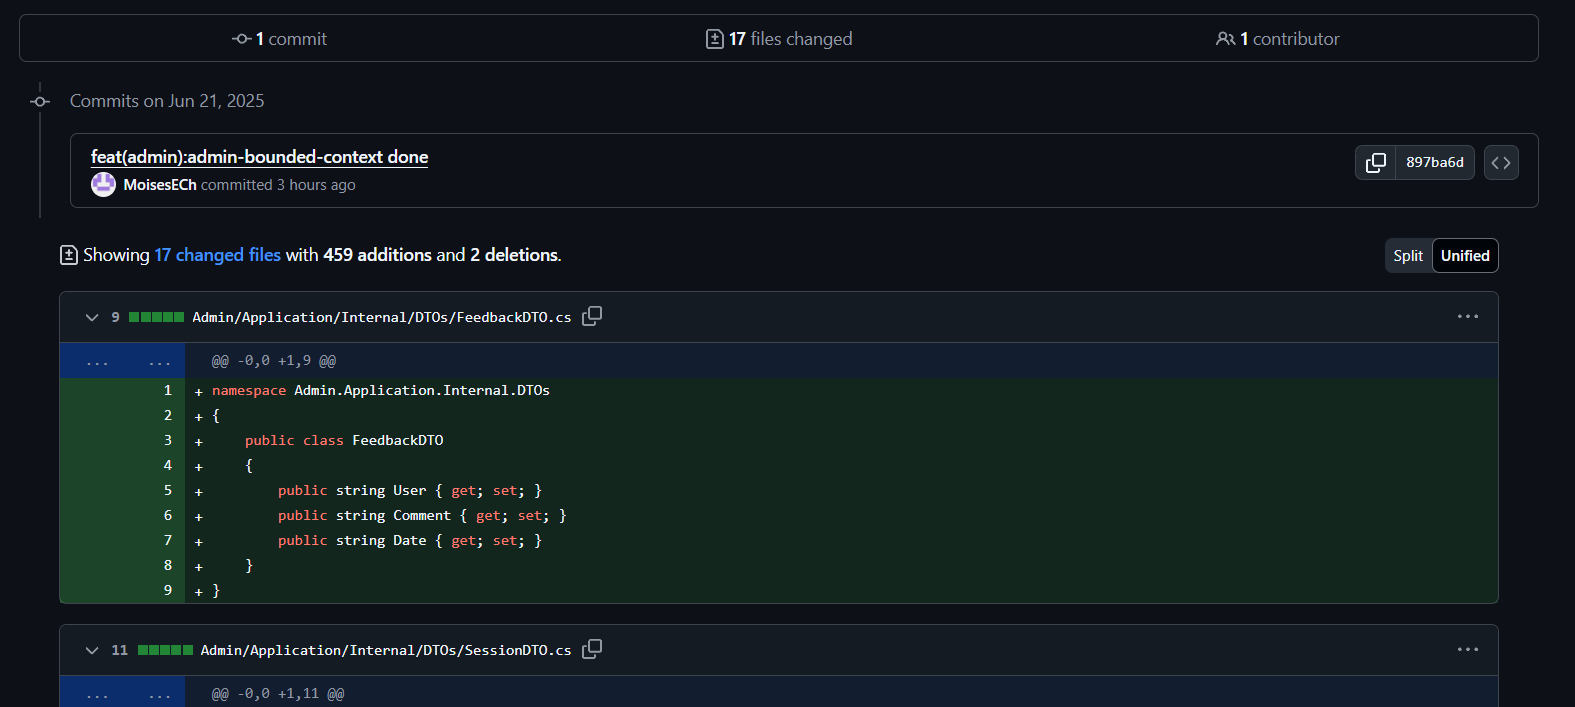 1 commit
17 files changed
1 contributor
Commits on Jun 21, 2025
feat(admin):admin-bounded-context done
MoisesECh committed 3 hours ago
897ba6d
Showing 17 changed files with 459 additions and 2 deletions.
Split Unified
9 Admin/Application/Internal/DTOs/FeedbackDTO.cs
... ... @@ -0,0 +1,9 @@
1 + namespace Admin.Application.Internal.DTOs
2 + {
3 +     public class FeedbackDTO
4 +     {
5 +         public string User { get; set; }
6 +         public string Comment { get; set; }
7 +         public string Date { get; set; }
8 +     }
9 + }
11 Admin/Application/Internal/DTOs/SessionDTO.cs
... ... @@ -0,0 +1,11 @@